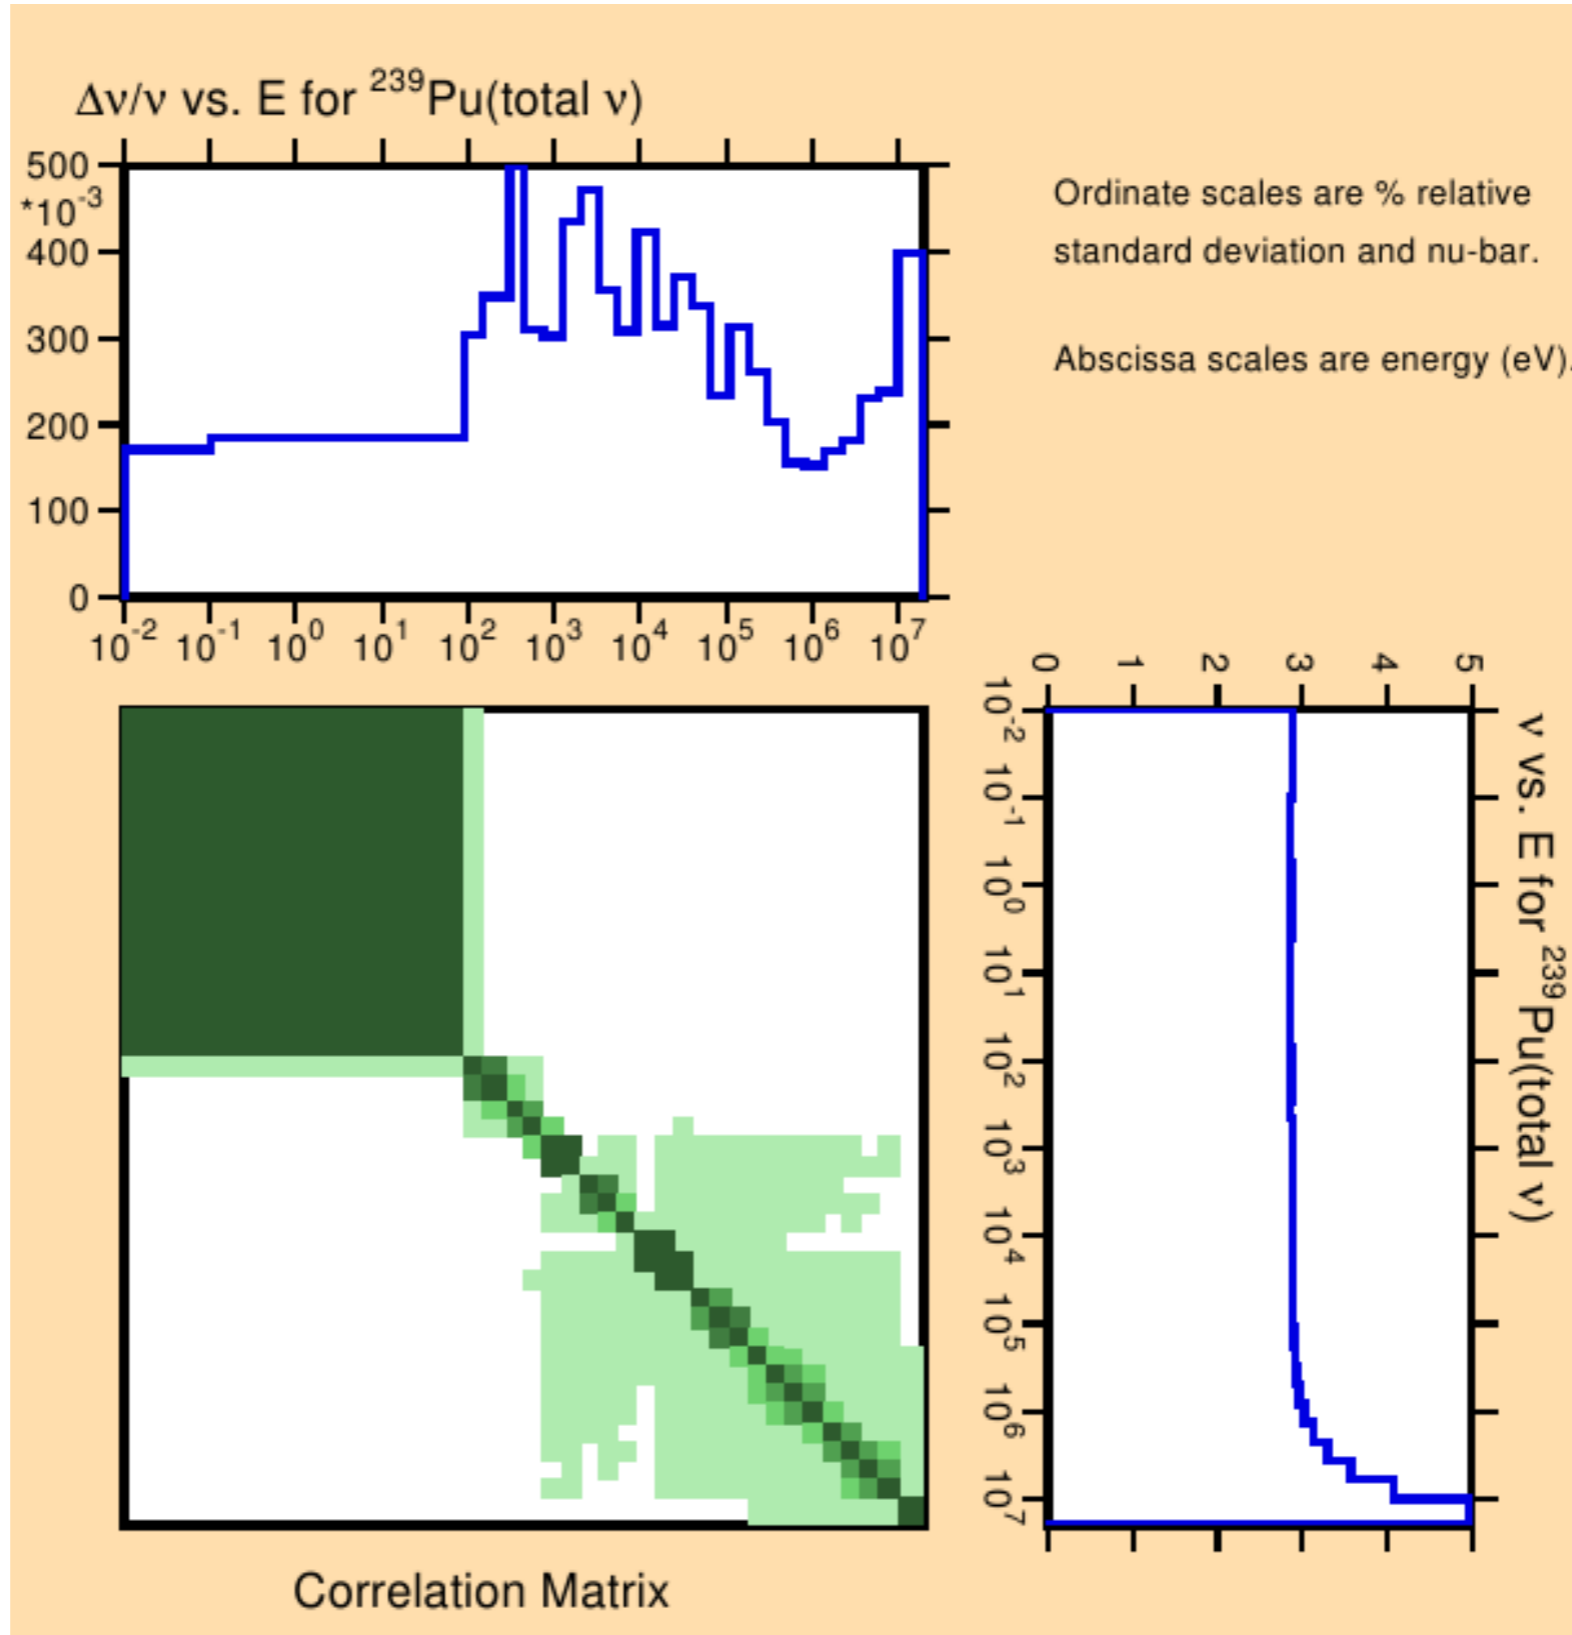 Δν/ν vs. E for ²³⁹Pu(total ν)
500
*10⁻³
400
300
200
100
0
10⁻² 10⁻¹ 10⁰ 10¹ 10² 10³ 10⁴ 10⁵ 10⁶ 10⁷
Ordinate scales are % relative
standard deviation and nu-bar.
Abscissa scales are energy (eV).
0 1 2 3 4 5
10⁻²
10⁻¹
10⁰
10¹
10²
10³
10⁴
10⁵
10⁶
10⁷
ν vs. E for ²³⁹Pu(total ν)
Correlation Matrix